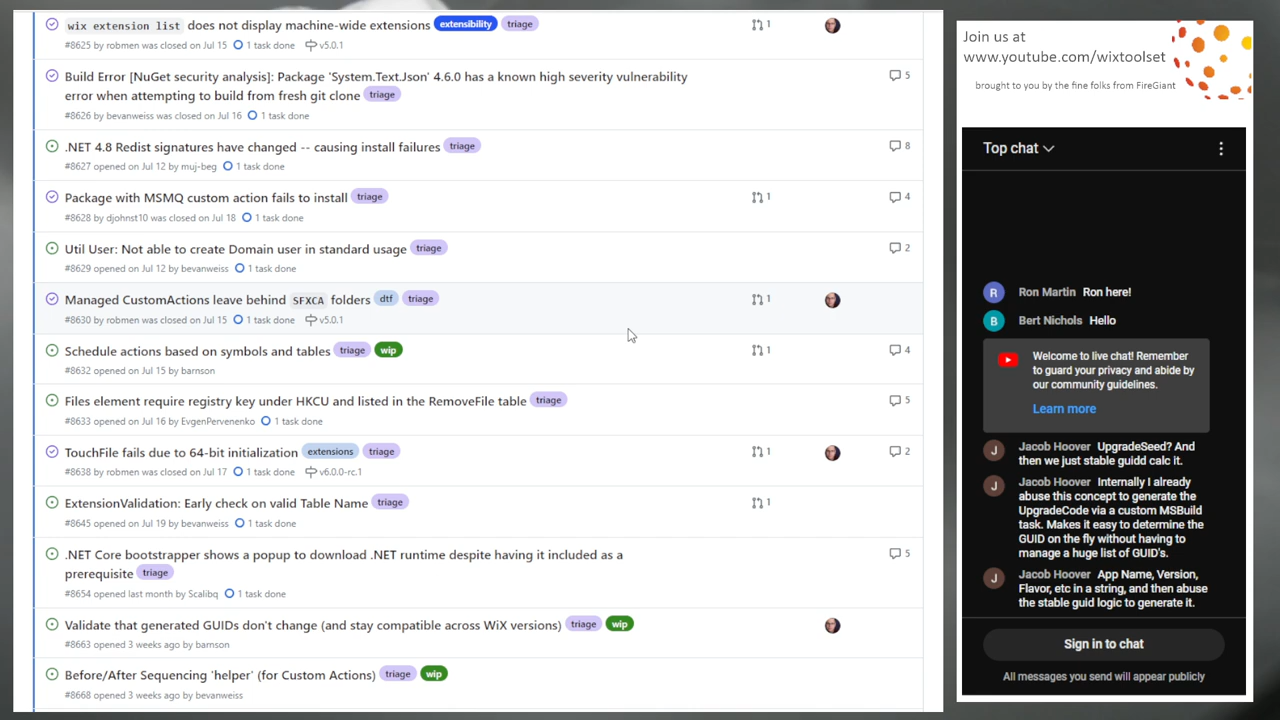 wix extension list does not display machine-wide extensions extensibility triage
1
#8625 by robmen was closed on Jul 15 1 task done v5.0.1
Build Error [NuGet security analysis]: Package 'System.Text.Json' 4.6.0 has a known high severity vulnerability
5
error when attempting to build from fresh git clone triage
#8626 by bevanweiss was closed on Jul 16 1 task done
.NET 4.8 Redist signatures have changed -- causing install failures triage
8
#8627 opened on Jul 12 by muj-beg 1 task done
Package with MSMQ custom action fails to install triage
1
4
#8628 by djohnst10 was closed on Jul 18 1 task done
Util User: Not able to create Domain user in standard usage triage
2
#8629 opened on Jul 12 by bevanweiss 1 task done
Managed CustomActions leave behind SFXCA folders dtf triage
1
#8630 by robmen was closed on Jul 15 1 task done v5.0.1
Schedule actions based on symbols and tables triage wip
1
4
#8632 opened on Jul 15 by barnson
Files element require registry key under HKCU and listed in the RemoveFile table triage
5
#8633 opened on Jul 16 by EvgenPervenenko 1 task done
TouchFile fails due to 64-bit initialization extensions triage
1
2
#8638 by robmen was closed on Jul 17 1 task done v6.0.0-rc.1
ExtensionValidation: Early check on valid Table Name triage
1
#8645 opened on Jul 19 by bevanweiss 1 task done
.NET Core bootstrapper shows a popup to download .NET runtime despite having it included as a
5
prerequisite triage
#8654 opened last month by Scalibq 1 task done
Validate that generated GUIDs don't change (and stay compatible across WiX versions) triage wip
#8663 opened 3 weeks ago by barnson
Before/After Sequencing 'helper' (for Custom Actions) triage wip
#8668 opened 3 weeks ago by bevanweiss
Join us at
www.youtube.com/wixtoolset
brought to you by the fine folks from FireGiant
Top chat
R Ron Martin Ron here!
B Bert Nichols Hello
Welcome to live chat! Remember
to guard your privacy and abide by
our community guidelines.
Learn more
J Jacob Hoover UpgradeSeed? And
then we just stable guidd calc it.
J Jacob Hoover Internally I already
abuse this concept to generate the
UpgradeCode via a custom MSBuild
task. Makes it easy to determine the
GUID on the fly without having to
manage a huge list of GUID's.
J Jacob Hoover App Name, Version,
Flavor, etc in a string, and then abuse
the stable guid logic to generate it.
Sign in to chat
All messages you send will appear publicly